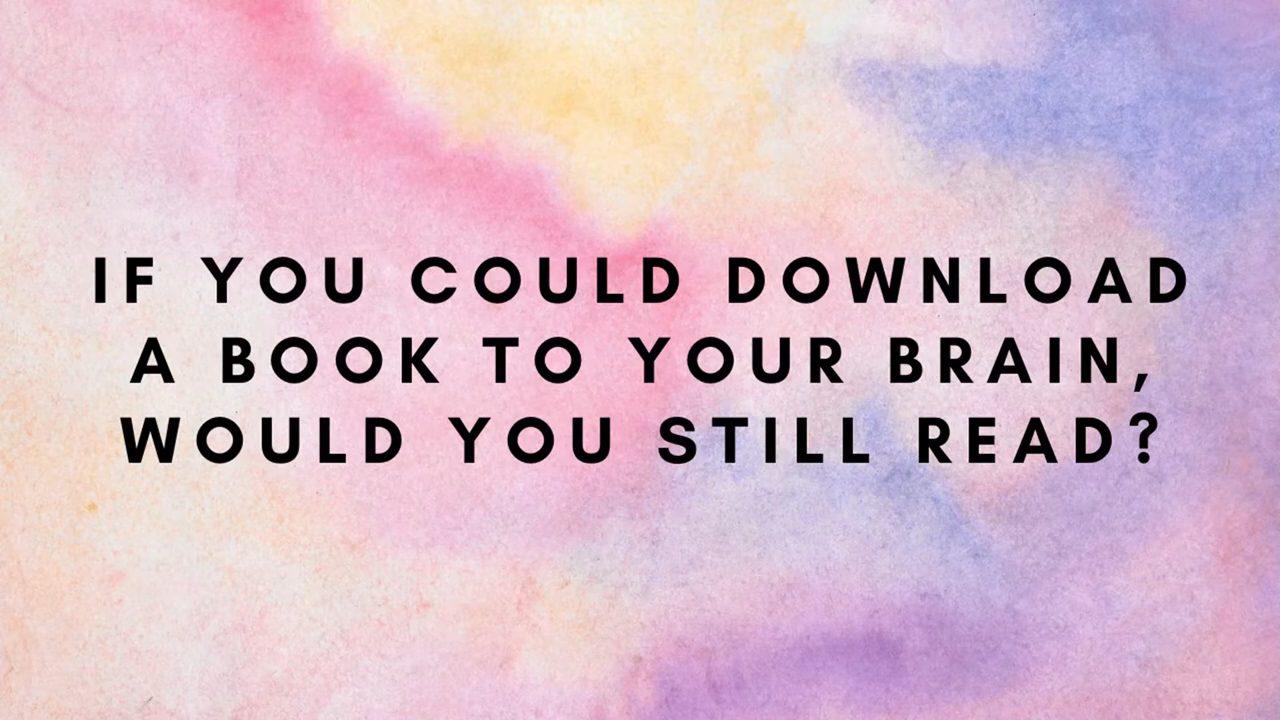 IF YOU COULD DOWNLOAD
A BOOK TO YOUR BRAIN,
WOULD YOU STILL READ?